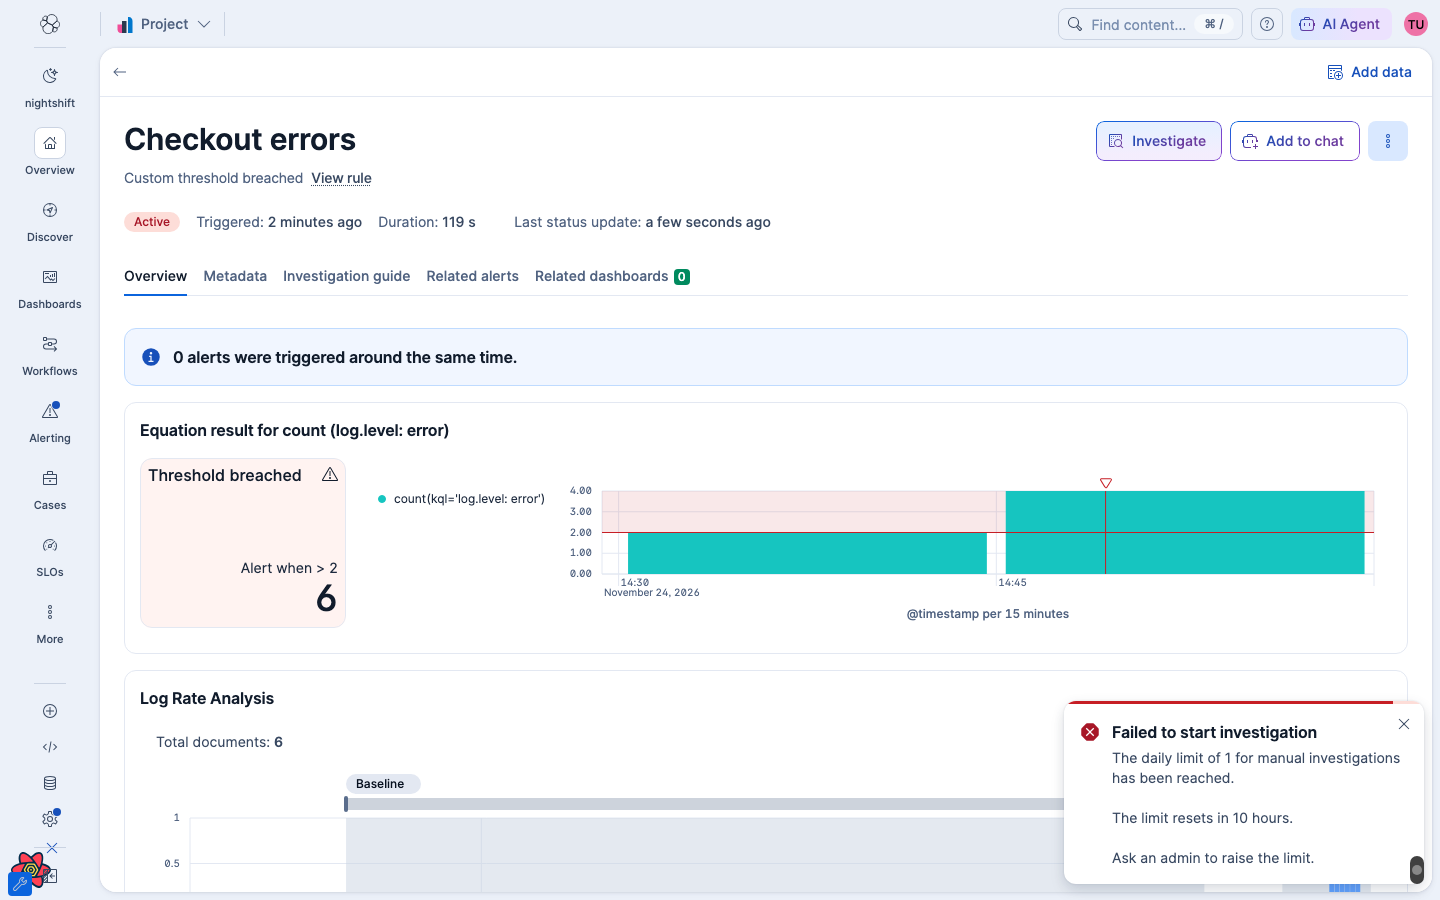 Project
Find content...
⌘ /
AI Agent
TU
nightshift
Overview
Discover
Dashboards
Workflows
Alerting
Cases
SLOs
More
Add data
Checkout errors
Investigate
Add to chat
Custom threshold breached View rule
Active Triggered: 2 minutes ago Duration: 119 s Last status update: a few seconds ago
Overview Metadata Investigation guide Related alerts Related dashboards 0
0 alerts were triggered around the same time.
Equation result for count (log.level: error)
Threshold breached
Alert when > 2
6
count(kql='log.level: error')
4.00
3.00
2.00
1.00
0.00
14:30
November 24, 2026
14:45
@timestamp per 15 minutes
Log Rate Analysis
Total documents: 6
Baseline
1
0.5
Failed to start investigation
The daily limit of 1 for manual investigations
has been reached.
The limit resets in 10 hours.
Ask an admin to raise the limit.